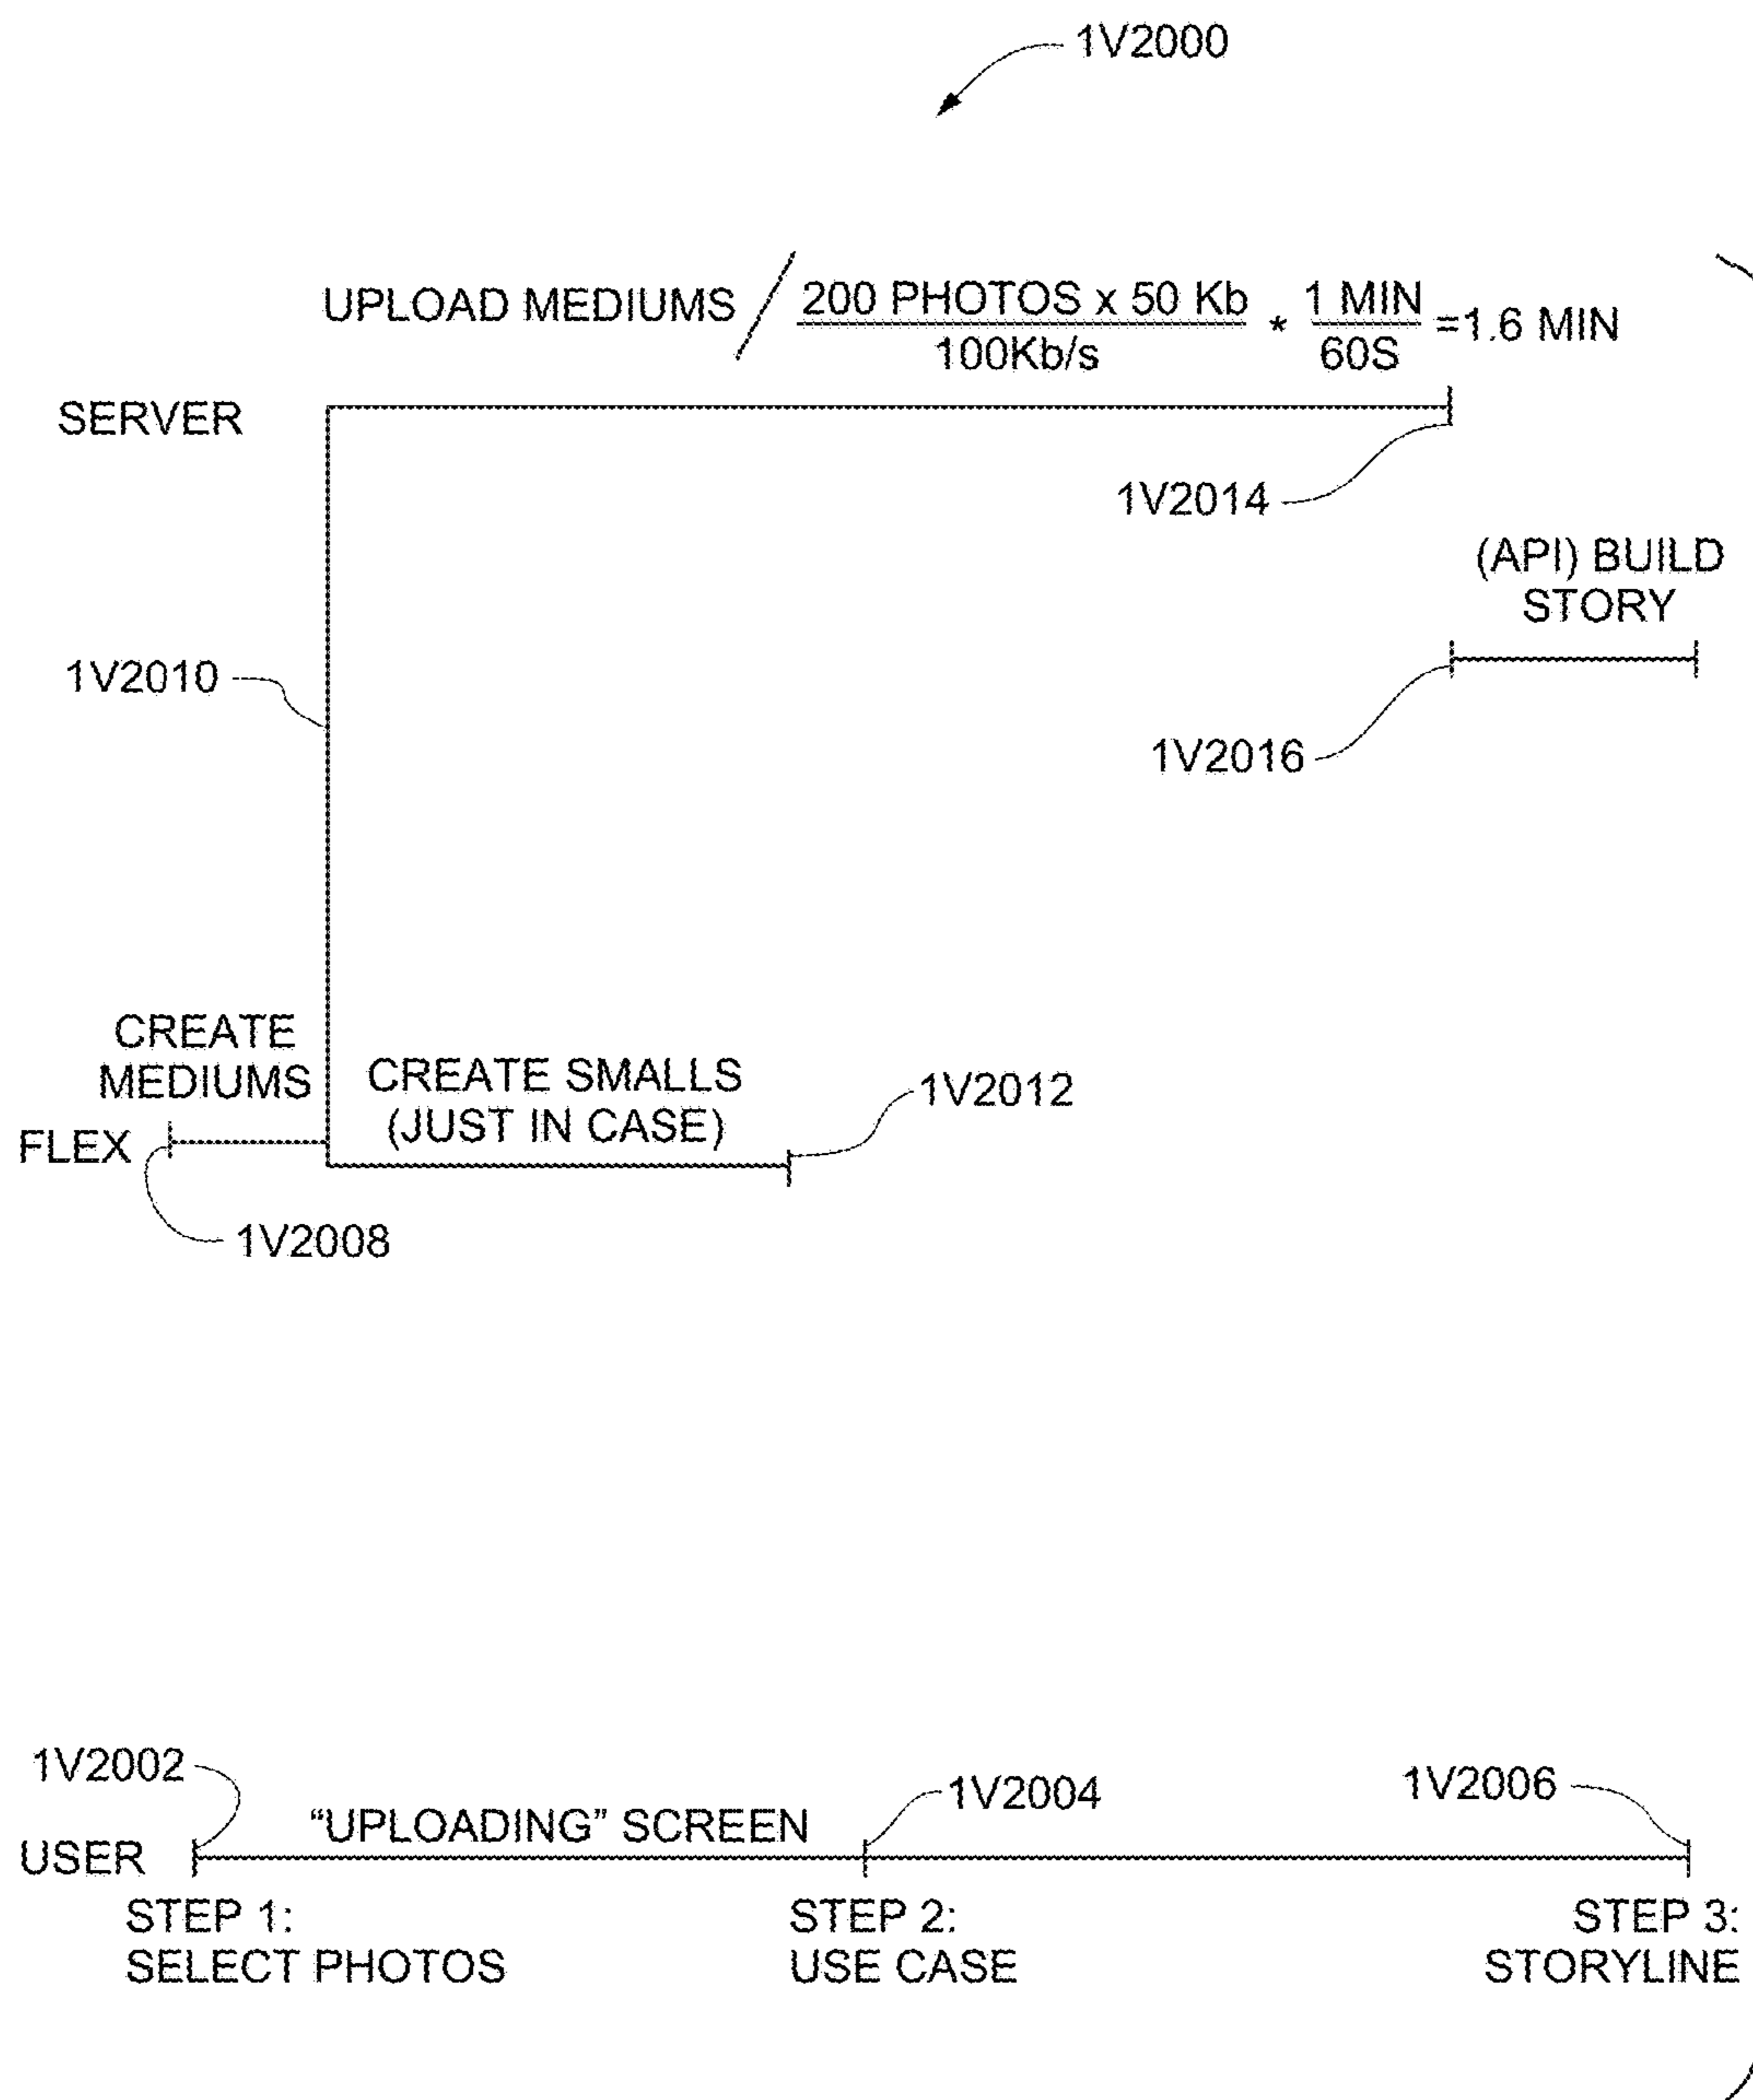 1V2000
UPLOAD MEDIUMS / 200 PHOTOS x 50 Kb
100Kb/s
* 1 MIN
60S
=1.6 MIN
SERVER
1V2014
(API) BUILD
STORY
1V2010
1V2016
CREATE
MEDIUMS
CREATE SMALLS
(JUST IN CASE)
1V2012
FLEX
1V2008
1V2002
1V2004
1V2006
“UPLOADING” SCREEN
USER
STEP 1:
SELECT PHOTOS
STEP 2:
USE CASE
STEP 3:
STORYLINE